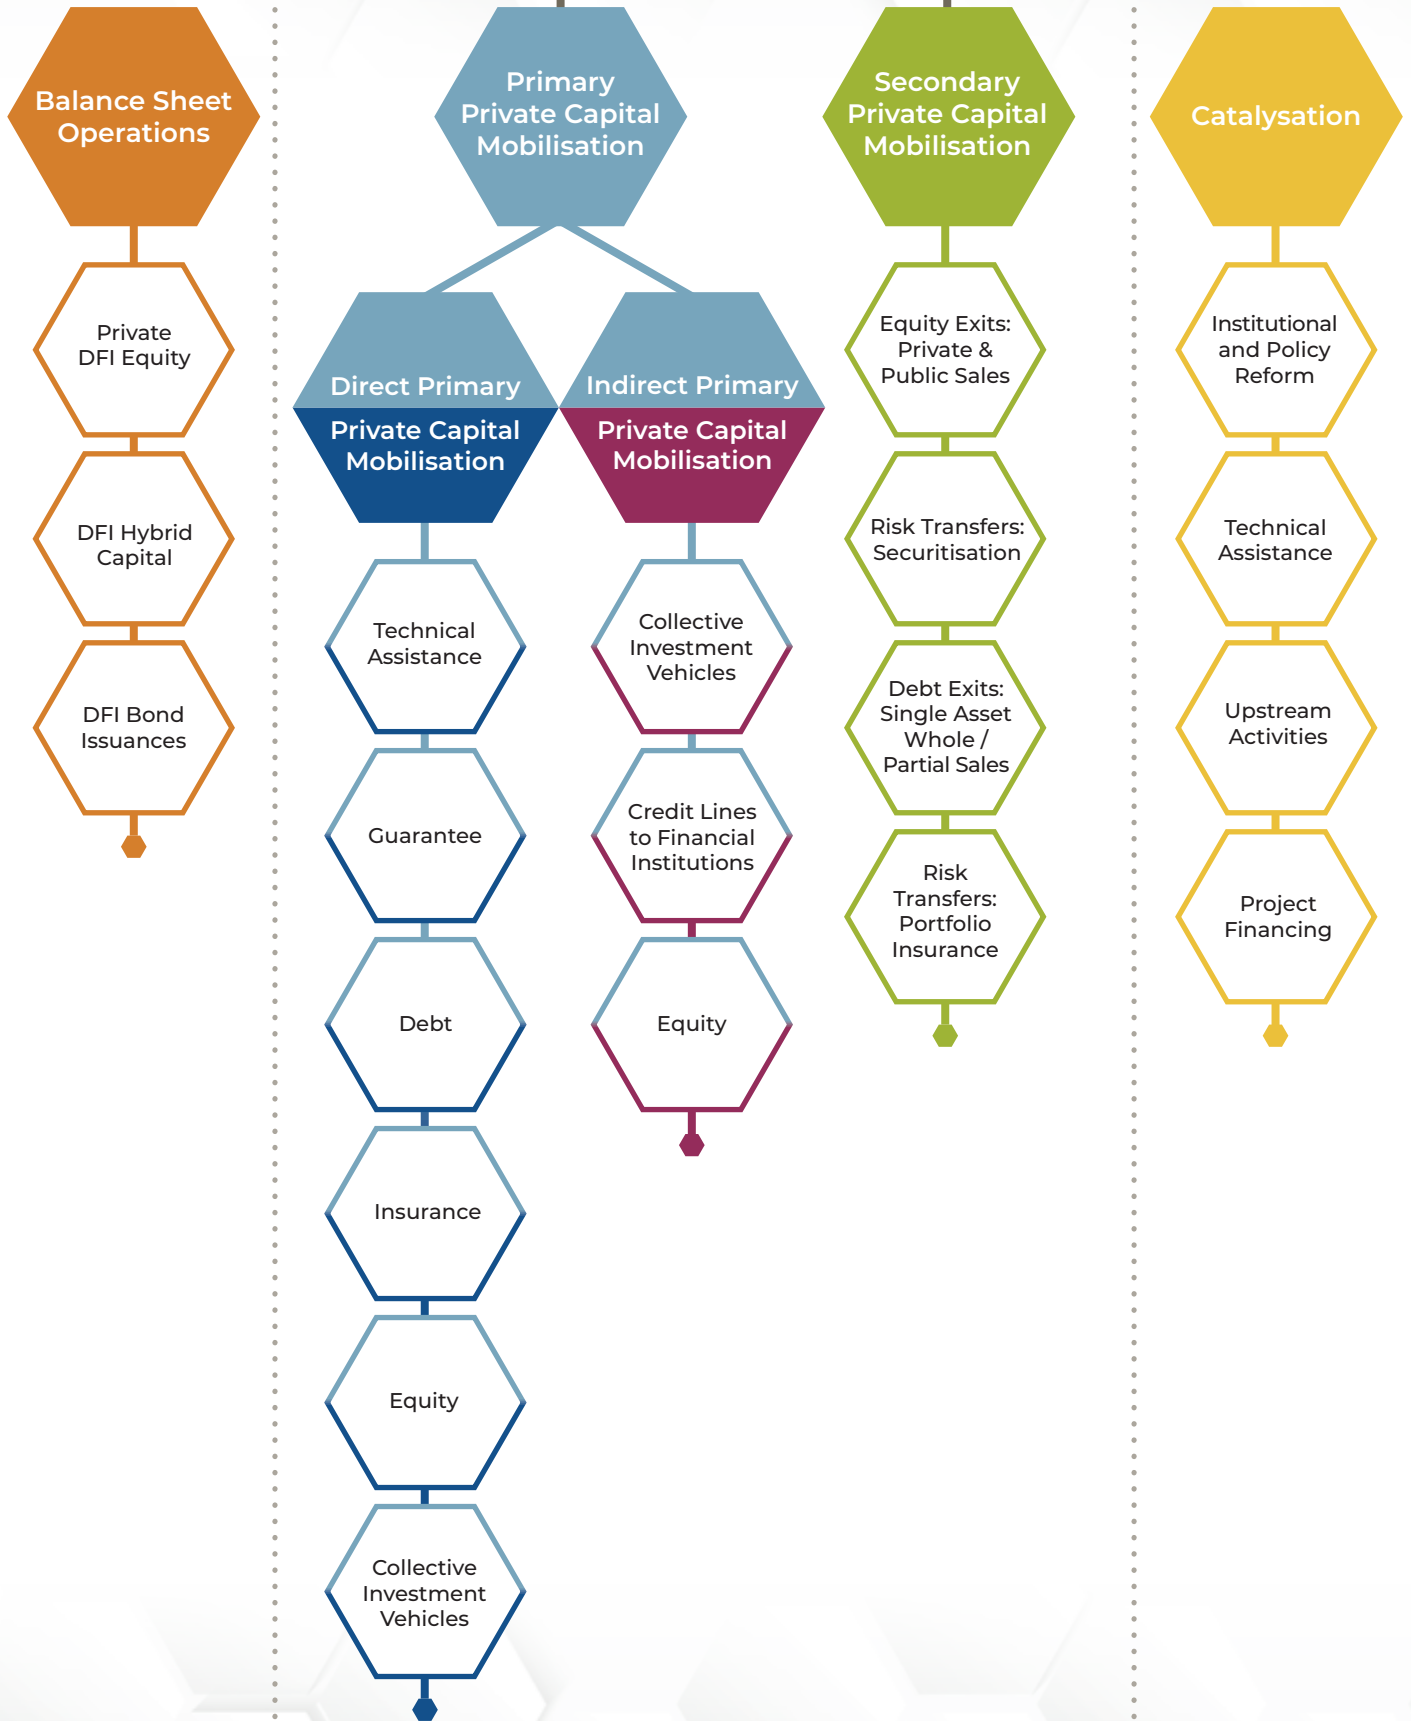 Balance Sheet
Operations
Private
DFI Equity
DFI Hybrid
Capital
DFI Bond
Issuances
Primary
Private Capital
Mobilisation
Direct Primary
Private Capital
Mobilisation
Technical
Assistance
Guarantee
Debt
Insurance
Equity
Collective
Investment
Vehicles
Indirect Primary
Private Capital
Mobilisation
Collective
Investment
Vehicles
Credit Lines
to Financial
Institutions
Equity
Secondary
Private Capital
Mobilisation
Equity Exits:
Private &
Public Sales
Risk Transfers:
Securitisation
Debt Exits:
Single Asset
Whole /
Partial Sales
Risk
Transfers:
Portfolio
Insurance
Catalysation
Institutional
and Policy
Reform
Technical
Assistance
Upstream
Activities
Project
Financing